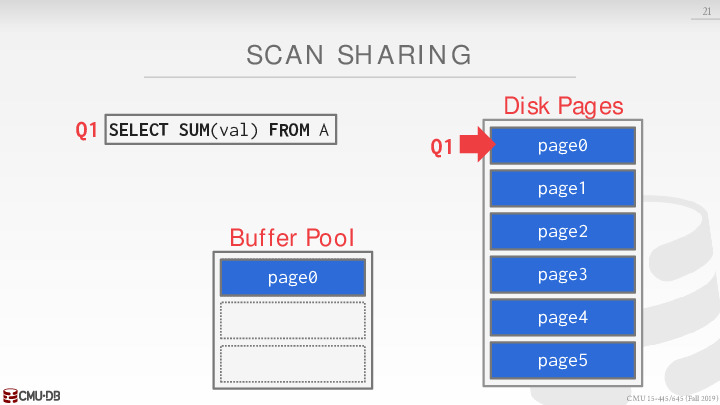 21
SCAN SHARING
Q1 SELECT SUM(val) FROM A
Disk Pages
Q1
page0
page1
page2
page3
page4
page5
Buffer Pool
page0
CMU·DB
CMU 15-445/645 (Fall 2019)